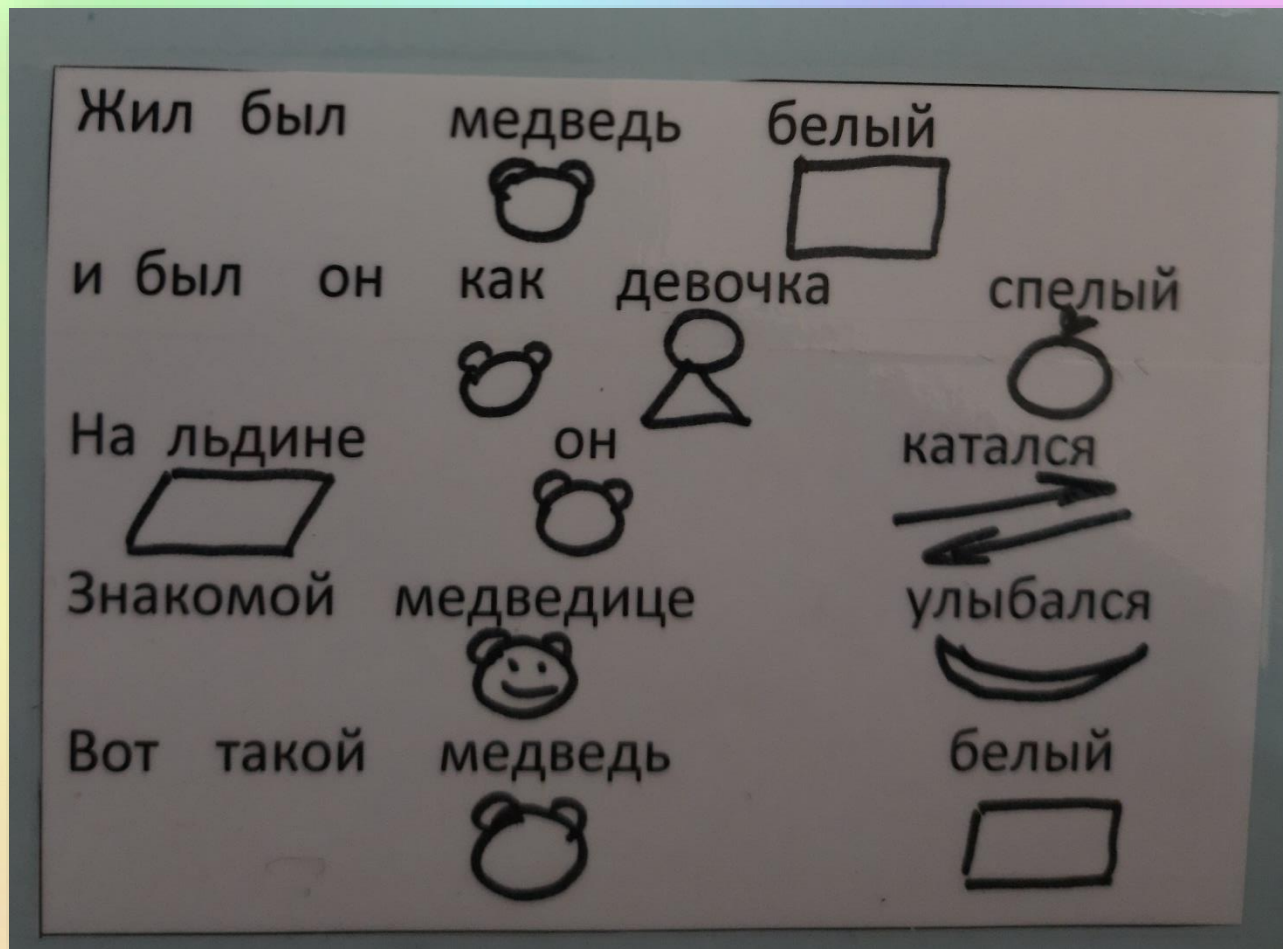 Жил был медведь белый
и был он как девочка спелый
На льдине он катался
Знакомой медведице улыбался
Вот такой медведь белый